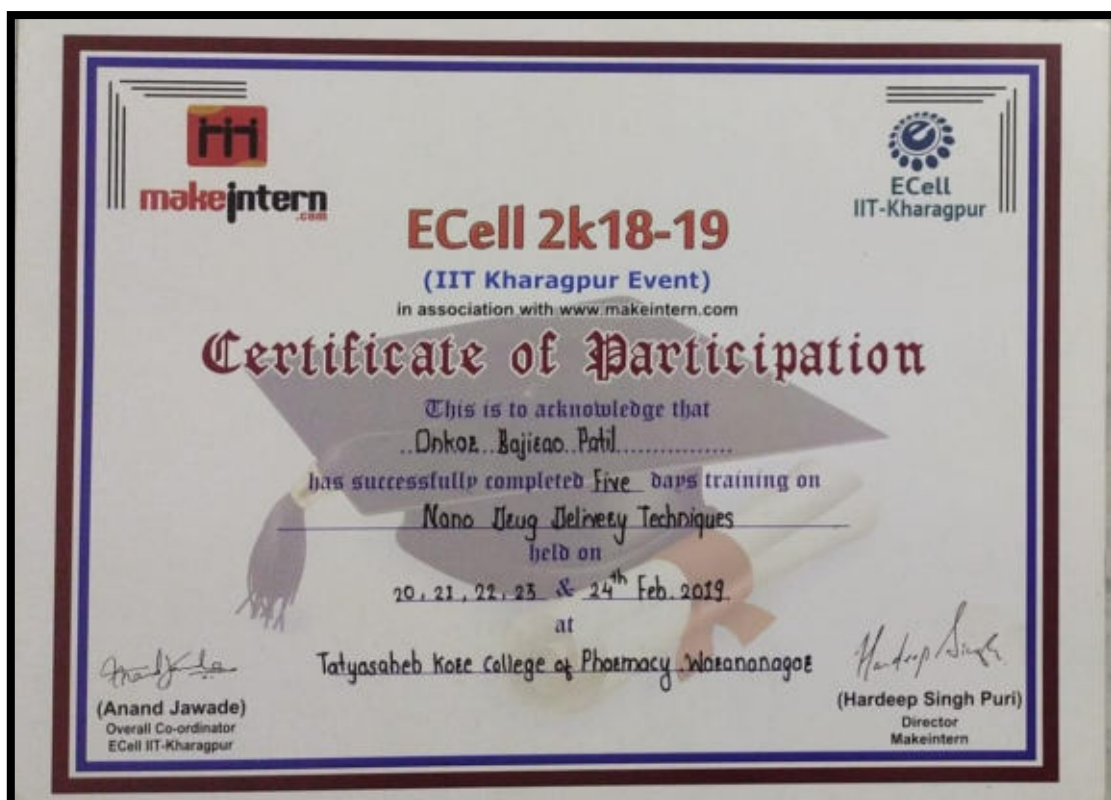 makeintern
.com
ECell
IIT-Kharagpur
ECell 2k18-19
(IIT Kharagpur Event)
in association with www.makeintern.com
Certificate of Participation
This is to acknowledge that
Onkar Bajirao Patil
has successfully completed Five days training on
Nano Drug Delivery Techniques
held on
20, 21, 22, 23 & 24th Feb. 2019
at
Tatyasaheb Kore College of Pharmacy Warananagar
(Anand Jawade)
Overall Co-ordinator
ECell IIT-Kharagpur
Hardeep Singh
(Hardeep Singh Puri)
Director
Makeintern